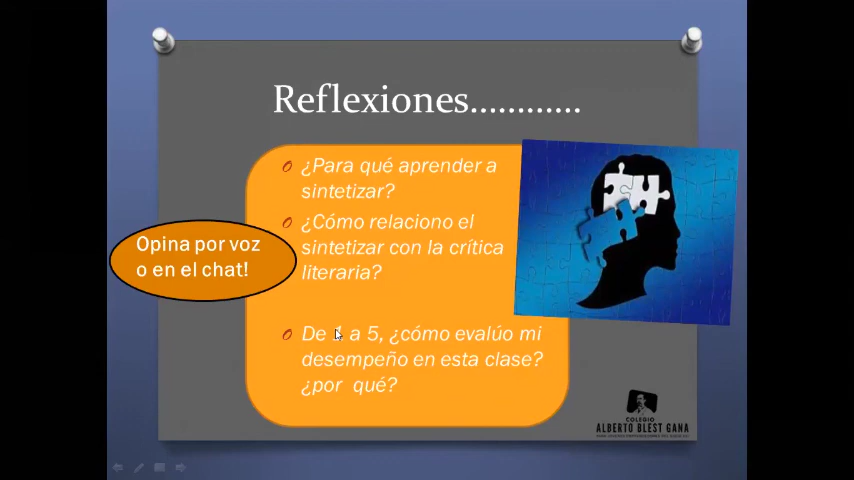 Reflexiones............
¿Para qué aprender a
sintetizar?
¿Cómo relaciono el
sintetizar con la crítica
literaria?
Opina por voz
o en el chat!
De a 5, ¿cómo evalúo mi
desempeño en esta clase?
¿por qué?
COLEGIO
ALBERTO BLEST GANA